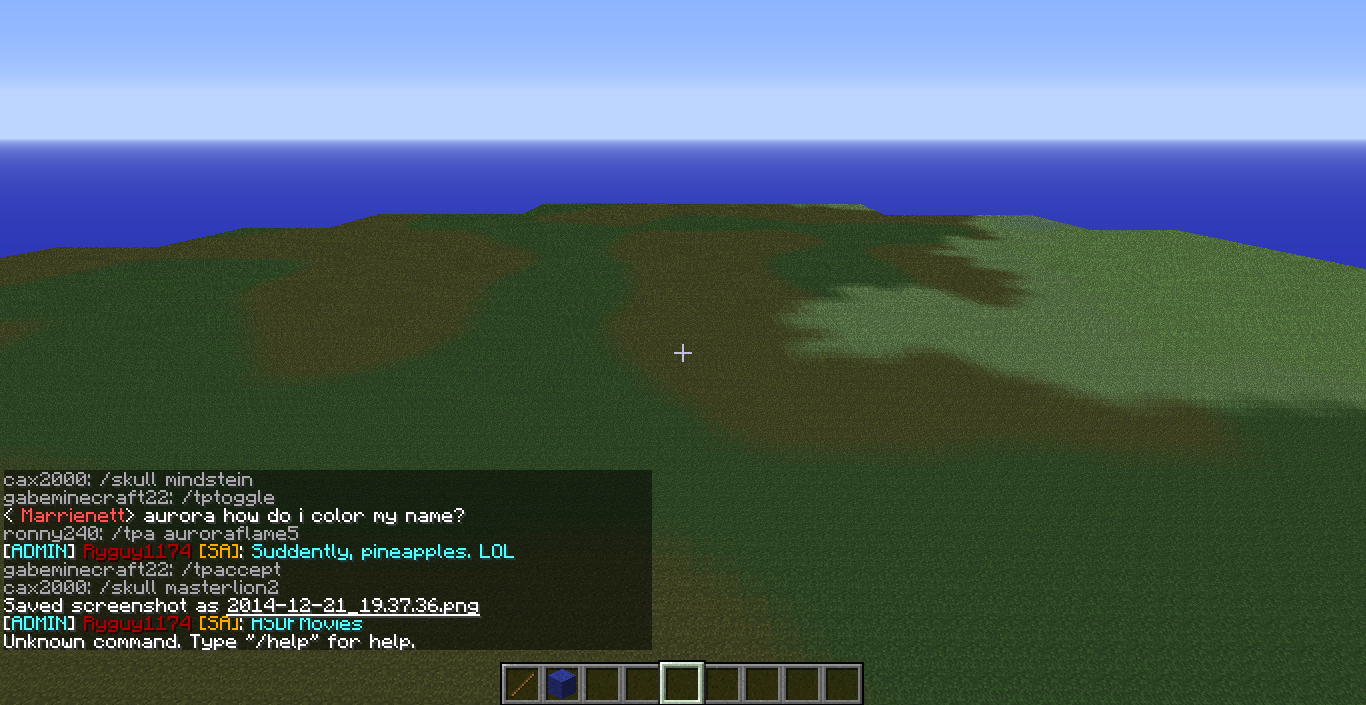 cax2000: /skull mindstein
gabeminecraft22: /tptoggle
< Marrienett> aurora how do i color my name?
ronny240: /tpa auroraflame5
[ADMIN] Ryguy1174 [SA]: Suddently, pineapples. LOL
gabeminecraft22: /tpaccept
cax2000: /skull masterlion2
Saved screenshot as 2014-12-21_19.37.36.png
[ADMIN] Ryguy1174 [SA]: ASDFMovies
Unknown command. Type "/help" for help.